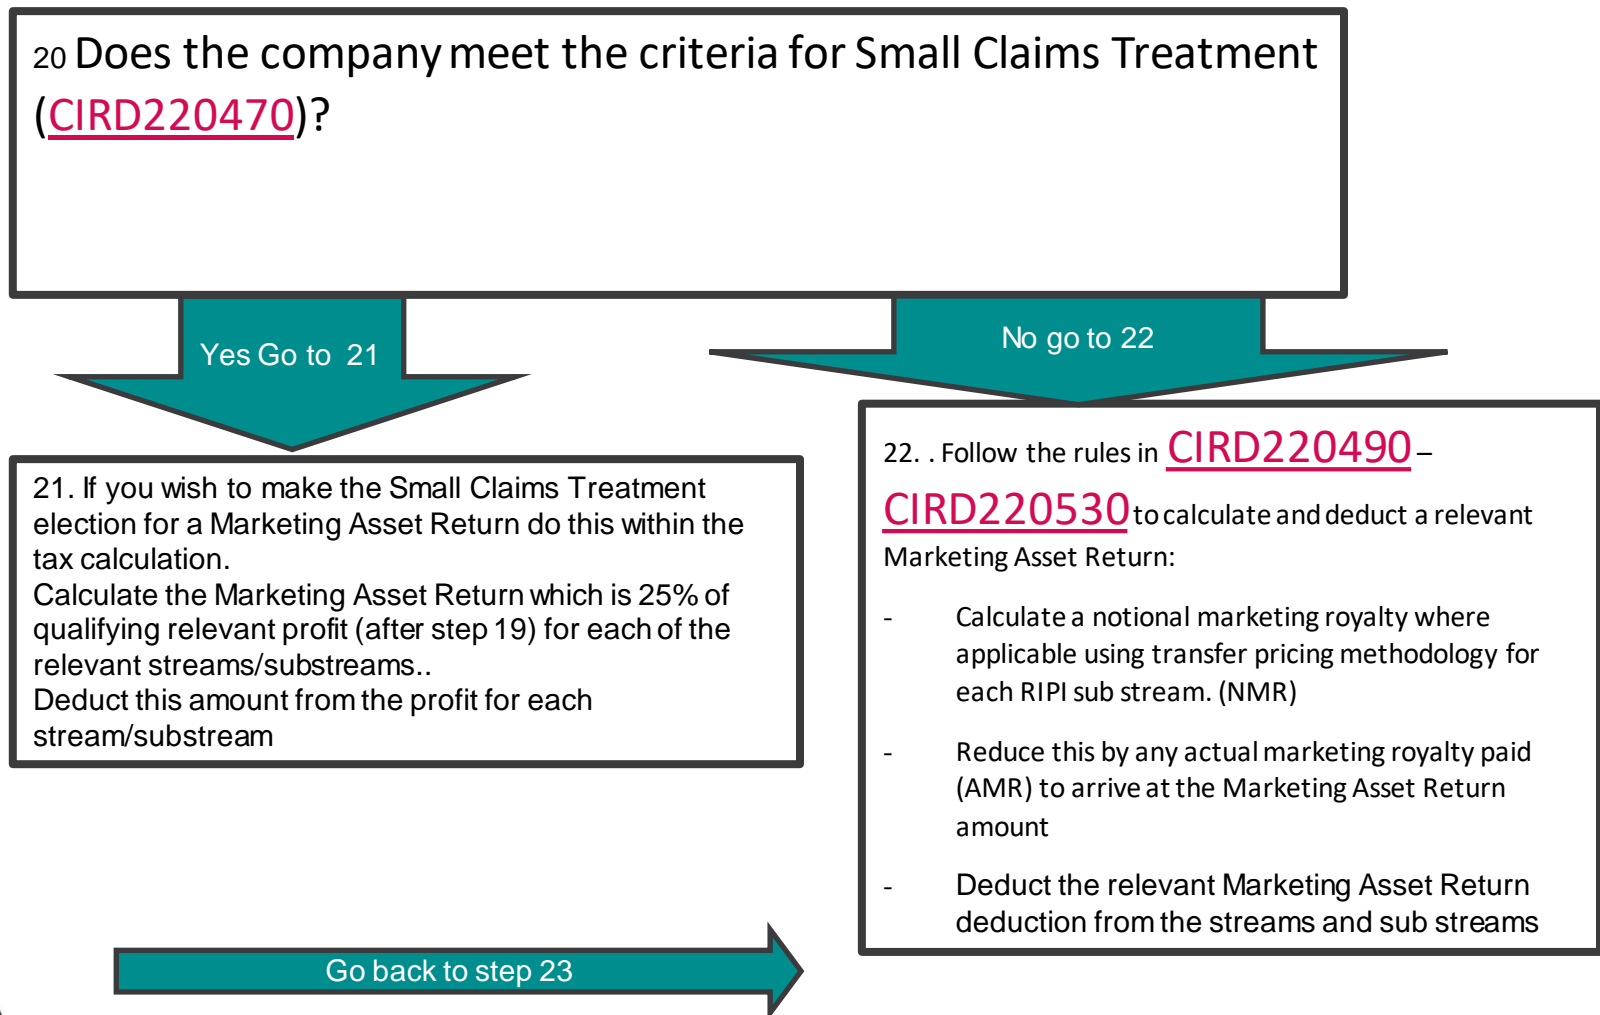 20 Does the company meet the criteria for Small Claims Treatment
(CIRD220470)?
Yes Go to 21
No go to 22
21. If you wish to make the Small Claims Treatment
election for a Marketing Asset Return do this within the
tax calculation.
Calculate the Marketing Asset Return which is 25% of
qualifying relevant profit (after step 19) for each of the
relevant streams/substreams..
Deduct this amount from the profit for each
stream/substream
22. . Follow the rules in CIRD220490 –
CIRD220530 to calculate and deduct a relevant
Marketing Asset Return:
- Calculate a notional marketing royalty where
applicable using transfer pricing methodology for
each RIPI sub stream. (NMR)
- Reduce this by any actual marketing royalty paid
(AMR) to arrive at the Marketing Asset Return
amount
- Deduct the relevant Marketing Asset Return
deduction from the streams and sub streams
Go back to step 23